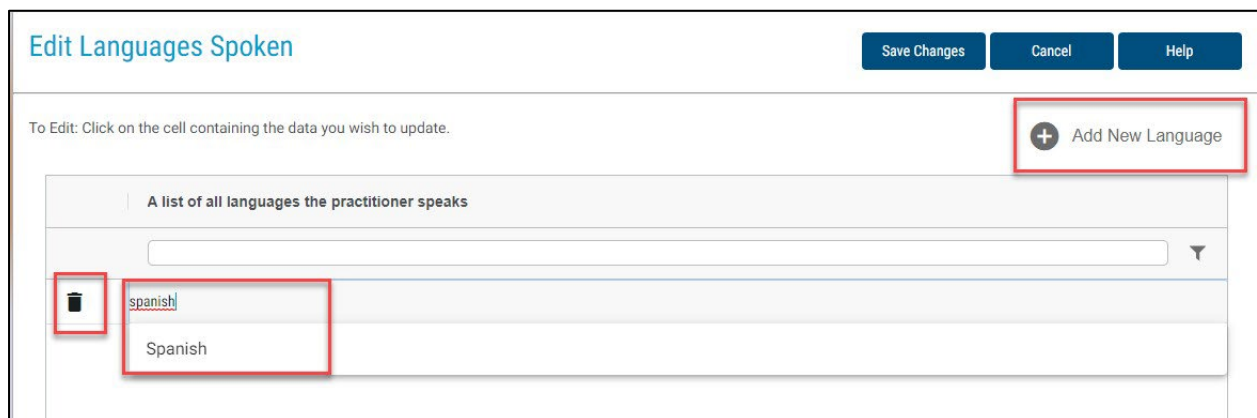 Edit Languages Spoken
Save Changes Cancel Help
To Edit: Click on the cell containing the data you wish to update.
Add New Language
A list of all languages the practitioner speaks
spanish
Spanish